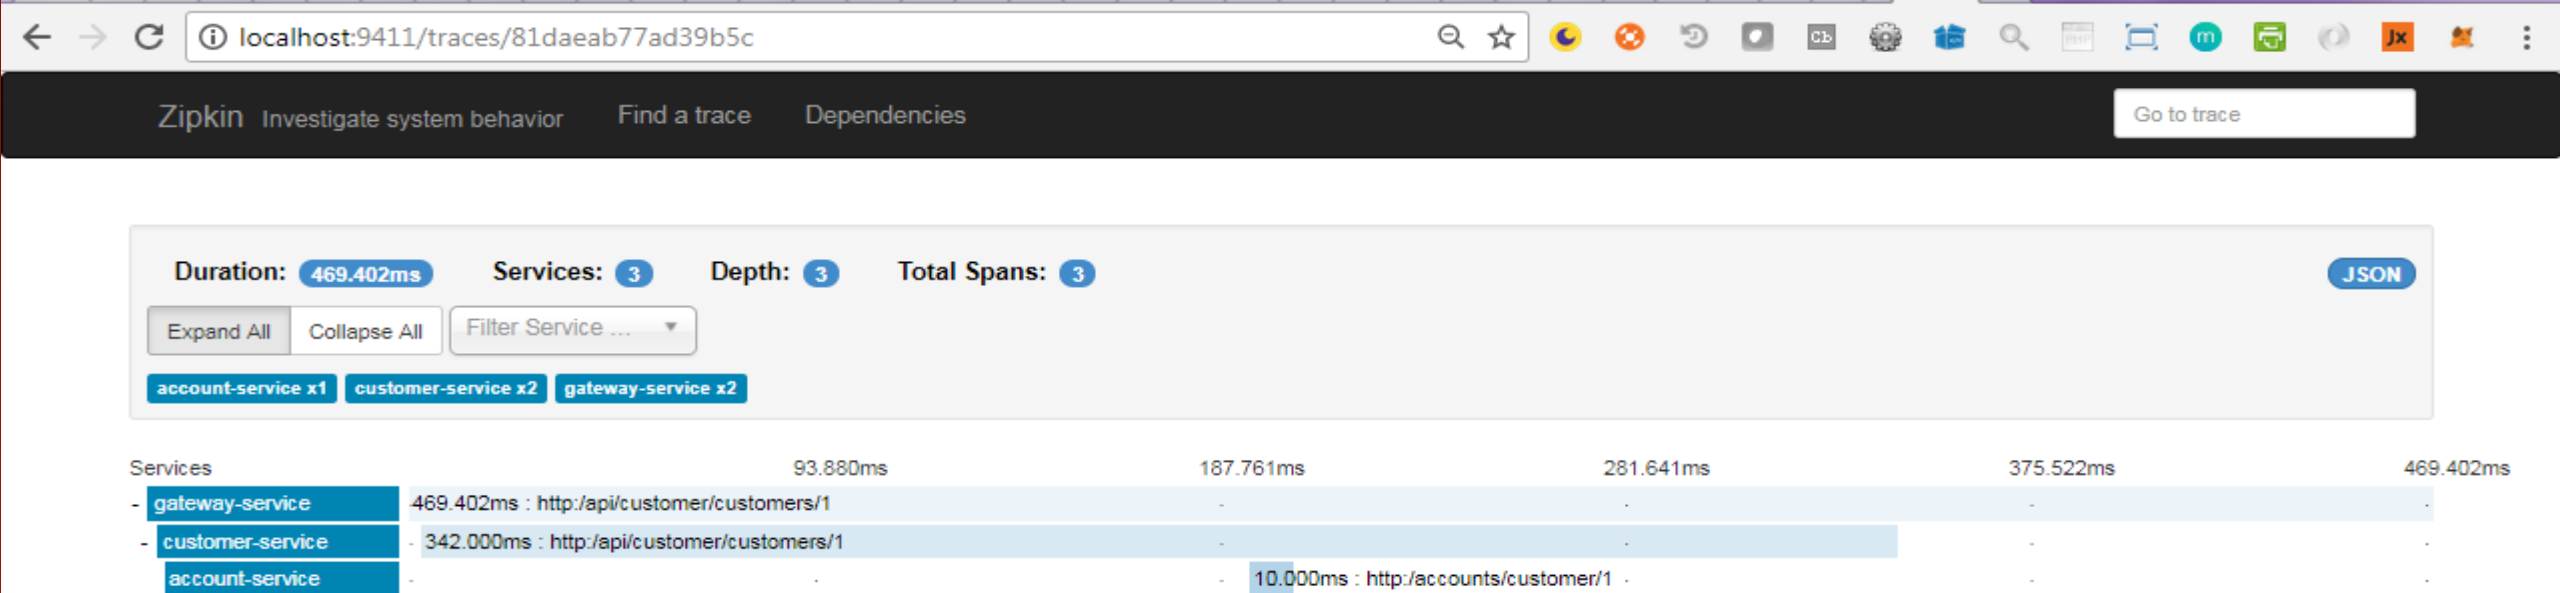 localhost:9411/traces/81daeab77ad39b5c
Zipkin Investigate system behavior Find a trace Dependencies Go to trace
Duration: 469.402ms Services: 3 Depth: 3 Total Spans: 3 JSON
Expand All Collapse All Filter Service ...
account-service x1 customer-service x2 gateway-service x2
Services 93.880ms 187.761ms 281.641ms 375.522ms 469.402ms
- gateway-service 469.402ms : http:/api/customer/customers/1
- customer-service 342.000ms : http:/api/customer/customers/1
account-service 10.000ms : http:/accounts/customer/1